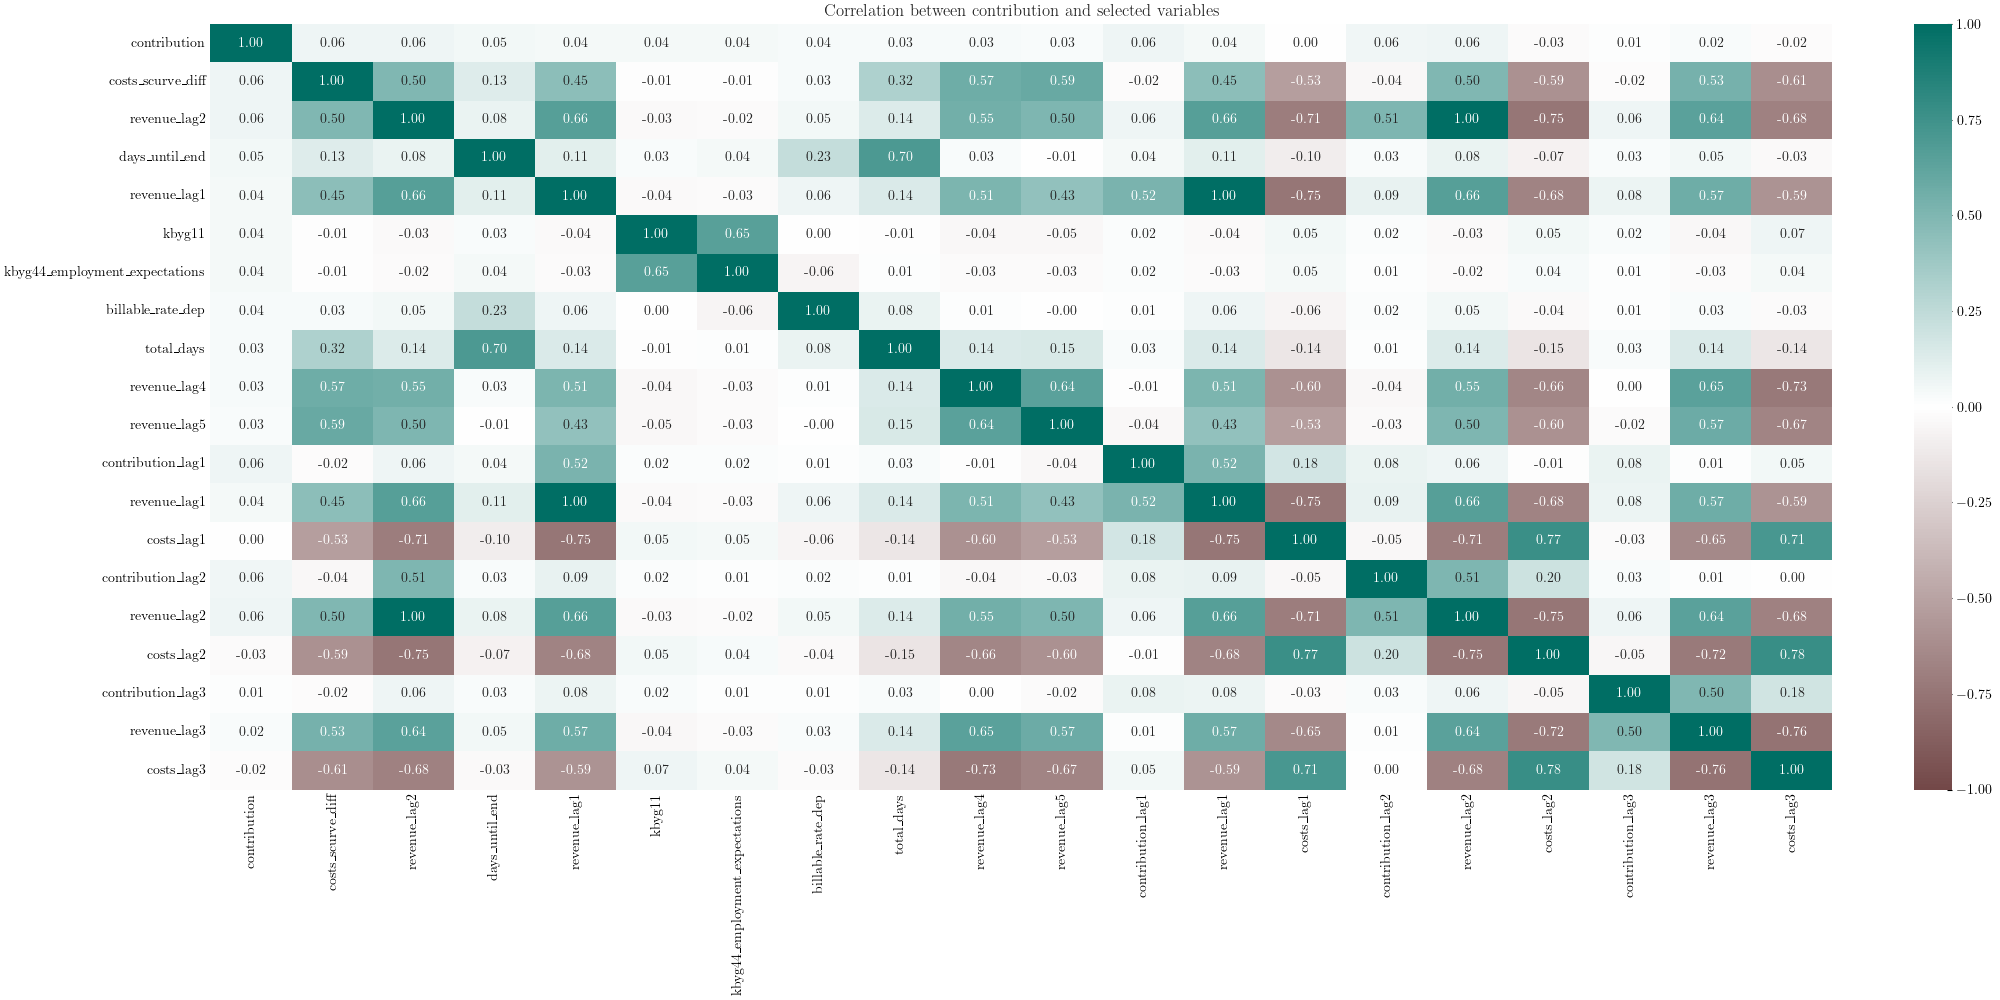 Correlation between contribution and selected variables
contribution 1.00 0.06 0.06 0.05 0.04 0.04 0.04 0.04 0.03 0.03 0.03 0.06 0.04 0.00 0.06 0.06 -0.03 0.01 0.02 -0.02
costs_scurve_diff 0.06 1.00 0.50 0.13 0.45 -0.01 -0.01 0.03 0.32 0.57 0.59 -0.02 0.45 -0.53 -0.04 0.50 -0.59 -0.02 0.53 -0.61
revenue_lag2 0.06 0.50 1.00 0.08 0.66 -0.03 -0.02 0.05 0.14 0.55 0.50 0.06 0.66 -0.71 0.51 1.00 -0.75 0.06 0.64 -0.68
days_until_end 0.05 0.13 0.08 1.00 0.11 0.03 0.04 0.23 0.70 0.03 -0.01 0.04 0.11 -0.10 0.03 0.08 -0.07 0.03 0.05 -0.03
revenue_lag1 0.04 0.45 0.66 0.11 1.00 -0.04 -0.03 0.06 0.14 0.51 0.43 0.52 1.00 -0.75 0.09 0.66 -0.68 0.08 0.57 -0.59
kbyg11 0.04 -0.01 -0.03 0.03 -0.04 1.00 0.65 0.00 -0.01 -0.04 -0.05 0.02 -0.04 0.05 0.02 -0.03 0.05 0.02 -0.04 0.07
kbyg44_employment_expectations 0.04 -0.01 -0.02 0.04 -0.03 0.65 1.00 -0.06 0.01 -0.03 -0.03 0.02 -0.03 0.05 0.01 -0.02 0.04 0.01 -0.03 0.04
billable_rate_dep 0.04 0.03 0.05 0.23 0.06 0.00 -0.06 1.00 0.08 0.01 -0.00 0.01 0.06 -0.06 0.02 0.05 -0.04 0.01 0.03 -0.03
total_days 0.03 0.32 0.14 0.70 0.14 -0.01 0.01 0.08 1.00 0.14 0.15 0.03 0.14 -0.14 0.01 0.14 -0.15 0.03 0.14 -0.14
revenue_lag4 0.03 0.57 0.55 0.03 0.51 -0.04 -0.03 0.01 0.14 1.00 0.64 -0.01 0.51 -0.60 -0.04 0.55 -0.66 0.00 0.65 -0.73
revenue_lag5 0.03 0.59 0.50 -0.01 0.43 -0.05 -0.03 -0.00 0.15 0.64 1.00 -0.04 0.43 -0.53 -0.03 0.50 -0.60 -0.02 0.57 -0.67
contribution_lag1 0.06 -0.02 0.06 0.04 0.52 0.02 0.02 0.01 0.03 -0.01 -0.04 1.00 0.52 0.18 0.08 0.06 -0.01 0.08 0.01 0.05
revenue_lag1 0.04 0.45 0.66 0.11 1.00 -0.04 -0.03 0.06 0.14 0.51 0.43 0.52 1.00 -0.75 0.09 0.66 -0.68 0.08 0.57 -0.59
costs_lag1 0.00 -0.53 -0.71 -0.10 -0.75 0.05 0.05 -0.06 -0.14 -0.60 -0.53 0.18 -0.75 1.00 -0.05 -0.71 0.77 -0.03 -0.65 0.71
contribution_lag2 0.06 -0.04 0.51 0.03 0.09 0.02 0.01 0.02 0.01 -0.04 -0.03 0.08 0.09 -0.05 1.00 0.51 0.20 0.03 0.01 0.00
revenue_lag2 0.06 0.50 1.00 0.08 0.66 -0.03 -0.02 0.05 0.14 0.55 0.50 0.06 0.66 -0.71 0.51 1.00 -0.75 0.06 0.64 -0.68
costs_lag2 -0.03 -0.59 -0.75 -0.07 -0.68 0.05 0.04 -0.04 -0.15 -0.66 -0.60 -0.01 -0.68 0.77 0.20 -0.75 1.00 -0.05 -0.72 0.78
contribution_lag3 0.01 -0.02 0.06 0.03 0.08 0.02 0.01 0.01 0.03 0.00 -0.02 0.08 0.08 -0.03 0.03 0.06 -0.05 1.00 0.50 0.18
revenue_lag3 0.02 0.53 0.64 0.05 0.57 -0.04 -0.03 0.03 0.14 0.65 0.57 0.01 0.57 -0.65 0.01 0.64 -0.72 0.50 1.00 -0.76
costs_lag3 -0.02 -0.61 -0.68 -0.03 -0.59 0.07 0.04 -0.03 -0.14 -0.73 -0.67 0.05 -0.59 0.71 0.00 -0.68 0.78 0.18 -0.76 1.00
contribution
costs_scurve_diff
revenue_lag2
days_until_end
revenue_lag1
kbyg11
kbyg44_employment_expectations
billable_rate_dep
total_days
revenue_lag4
revenue_lag5
contribution_lag1
revenue_lag1
costs_lag1
contribution_lag2
revenue_lag2
costs_lag2
contribution_lag3
revenue_lag3
costs_lag3
1.00
0.75
0.50
0.25
0.00
−0.25
−0.50
−0.75
−1.00